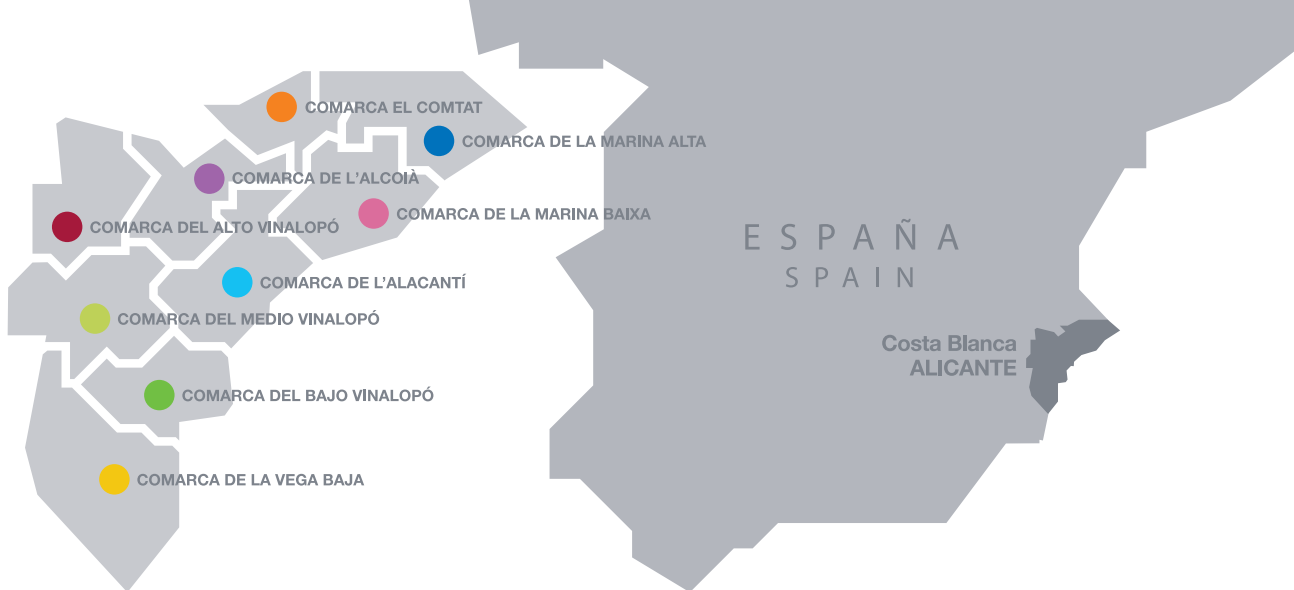 COMARCA EL COMTAT
COMARCA DE LA MARINA ALTA
COMARCA DE L'ALCOIÀ
COMARCA DE LA MARINA BAIXA
COMARCA DEL ALTO VINALOPÓ
COMARCA DE L'ALACANTÍ
COMARCA DEL MEDIO VINALOPÓ
COMARCA DEL BAJO VINALOPÓ
COMARCA DE LA VEGA BAJA
ESPAÑA
SPAIN
Costa Blanca
ALICANTE